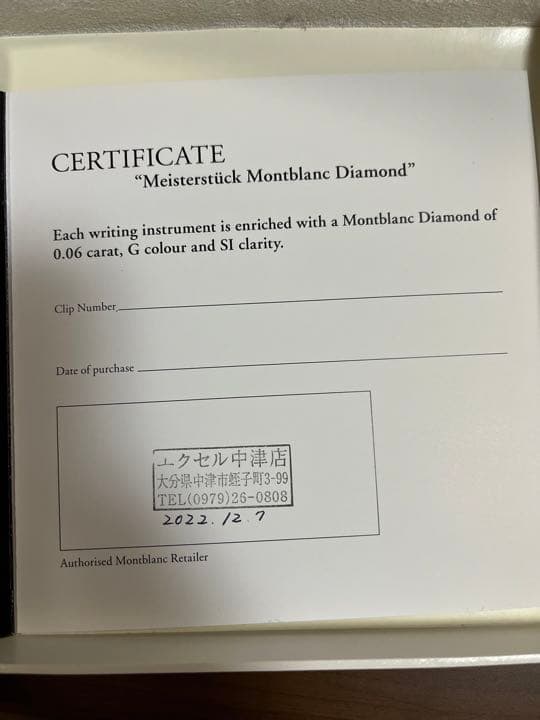 CERTIFICATE
“Meisterstück Montblanc Diamond”
Each writing instrument is enriched with a Montblanc Diamond of
0.06 carat, G colour and SI clarity.
Clip Number
Date of purchase
エクセル中津店
大分県中津市蛭子町3-99
TEL(0979)26-0808
2022.12.7
Authorised Montblanc Retailer